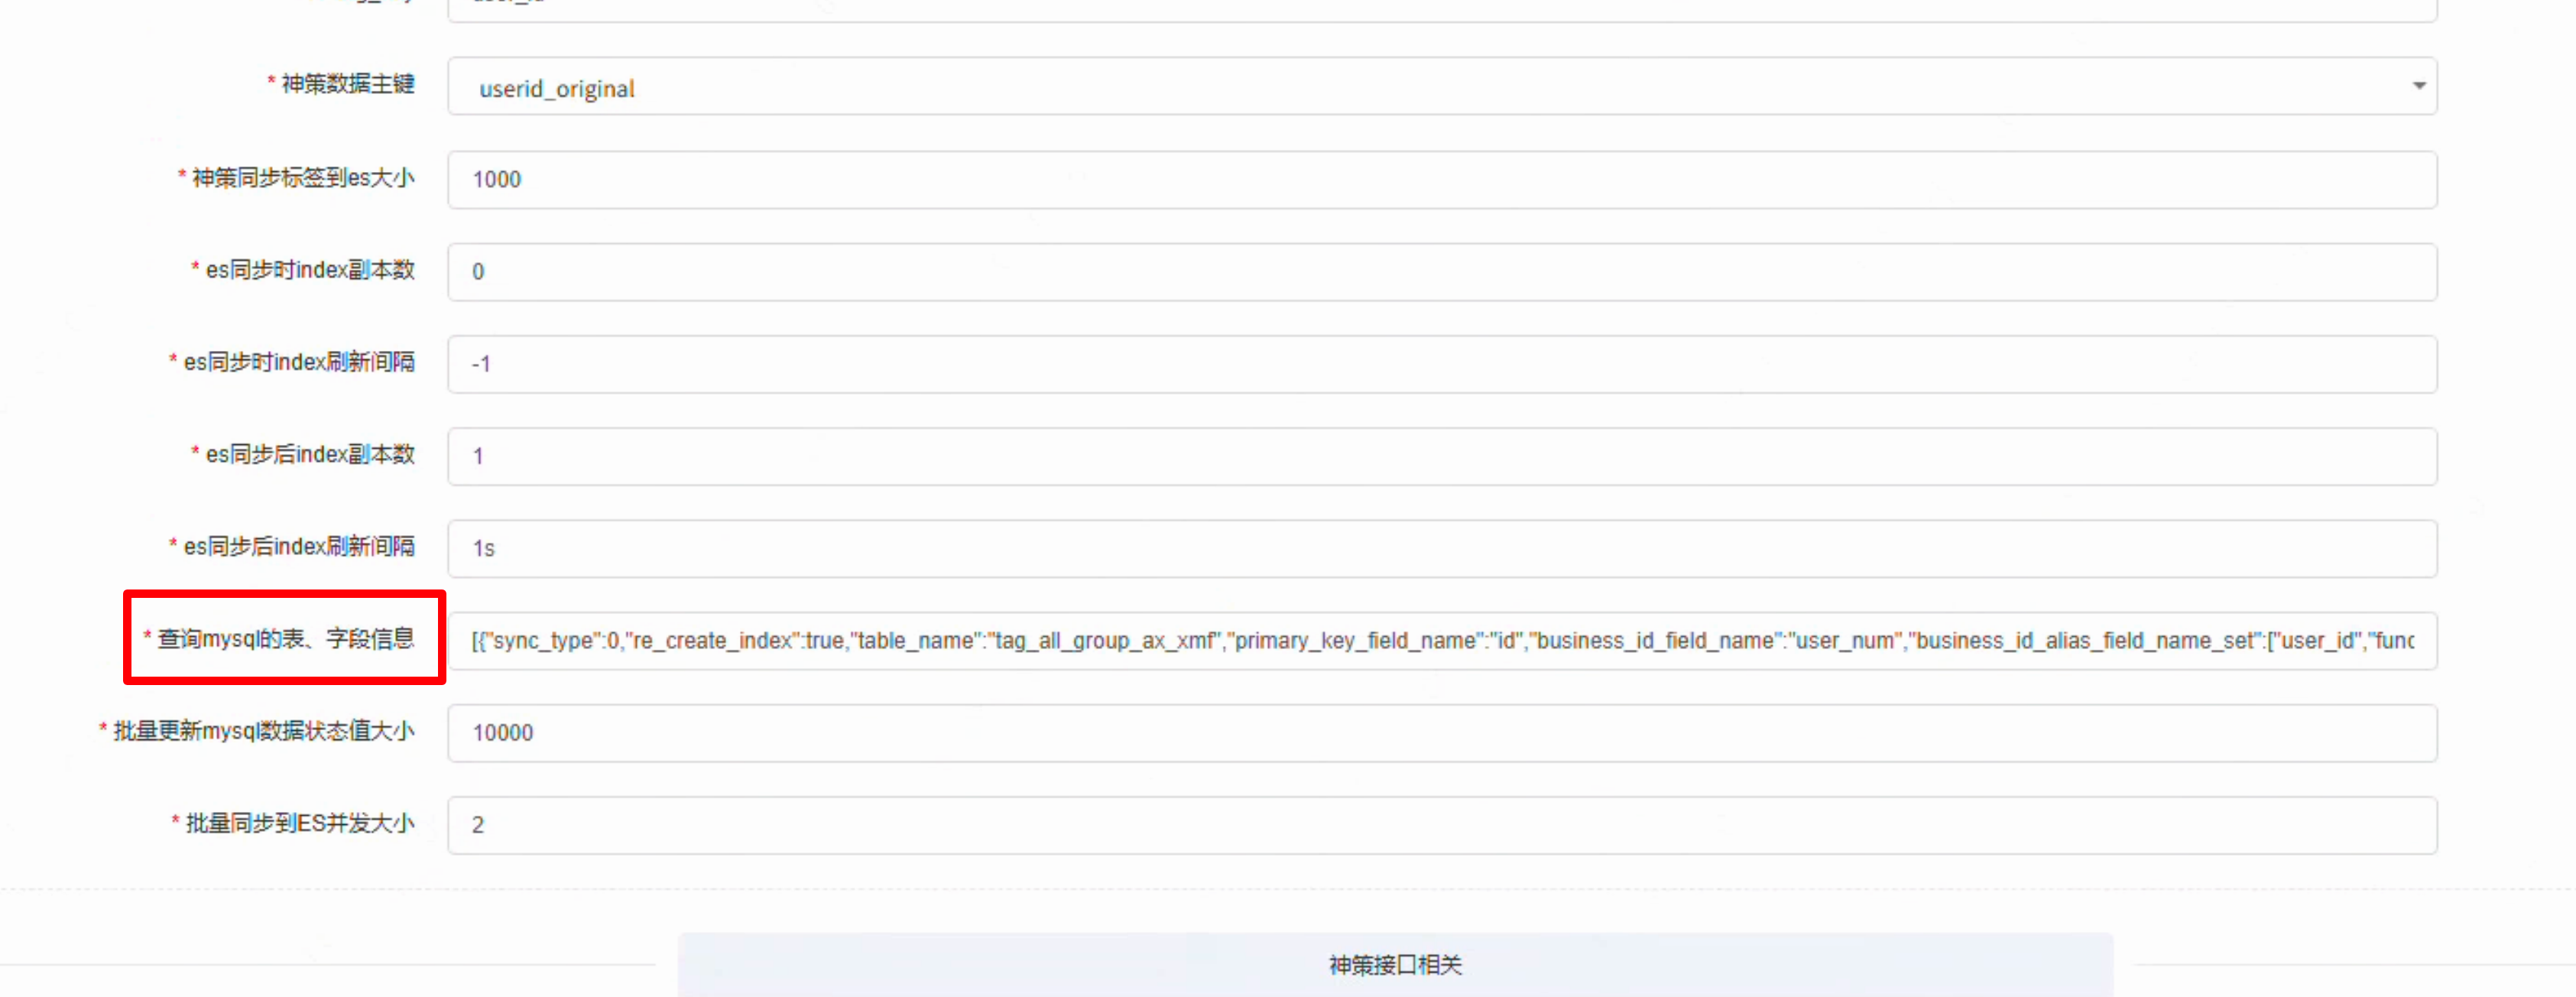 * 神策数据主键 userid_original
* 神策同步标签到es大小 1000
* es同步时index副本数 0
* es同步时index刷新间隔 -1
* es同步后index副本数 1
* es同步后index刷新间隔 1s
* 查询mysql的表、字段信息 [{"sync_type":0,"re_create_index":true,"table_name":"tag_all_group_ax_xmf","primary_key_field_name":"id","business_id_field_name":"user_num","business_id_alias_field_name_set":["user_id","func
* 批量更新mysql数据状态值大小 10000
* 批量同步到ES并发大小 2
神策接口相关